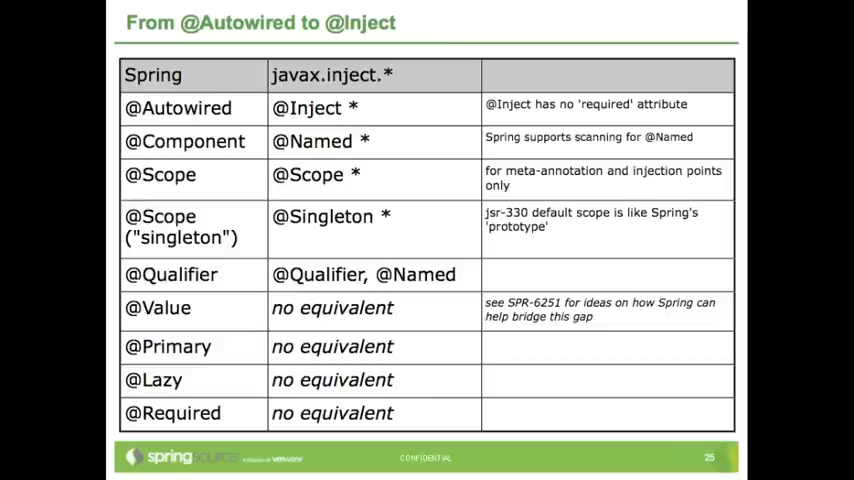 From @Autowired to @Inject
Spring javax.inject.*
@Autowired @Inject * @Inject has no 'required' attribute
@Component @Named * Spring supports scanning for @Named
@Scope @Scope * for meta-annotation and injection points
only
@Scope @Singleton * jsr-330 default scope is like Spring's
("singleton") 'prototype'
@Qualifier @Qualifier, @Named
@Value no equivalent see SPR-6251 for ideas on how Spring can
help bridge this gap
@Primary no equivalent
@Lazy no equivalent
@Required no equivalent
springsource vmware CONFIDENTIAL 25